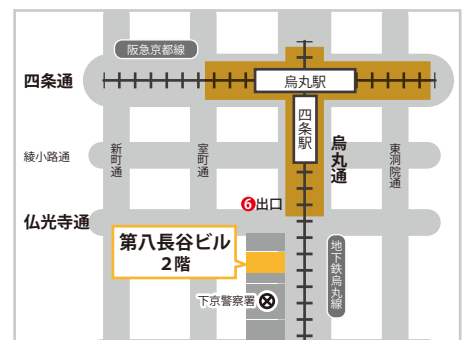 阪急京都線
四条通
烏丸駅
四条駅
烏丸通
新町通
室町通
東洞院通
綾小路通
6出口
仏光寺通
第八長谷ビル
2階
地下鉄烏丸線
下京警察署